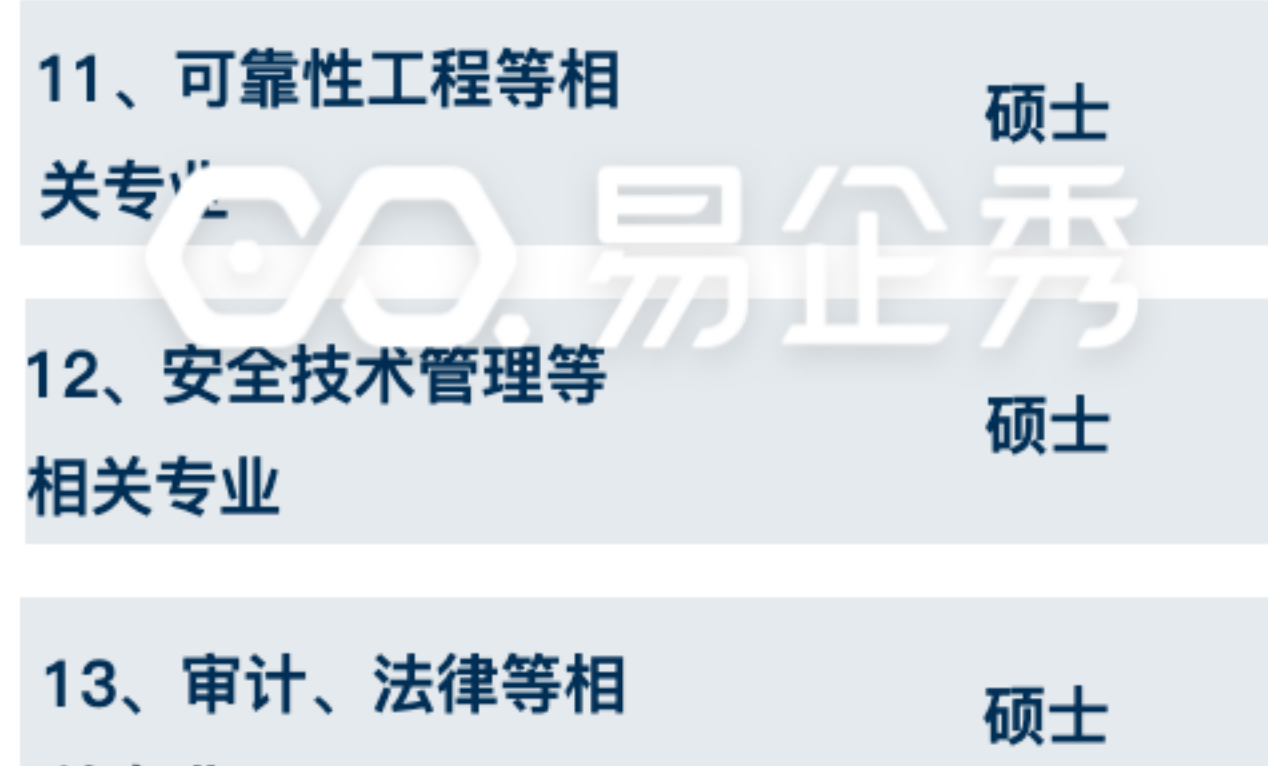 11、可靠性工程等相
关专业
硕士
易企秀
12、安全技术管理等
相关专业
硕士
13、审计、法律等相
硕士